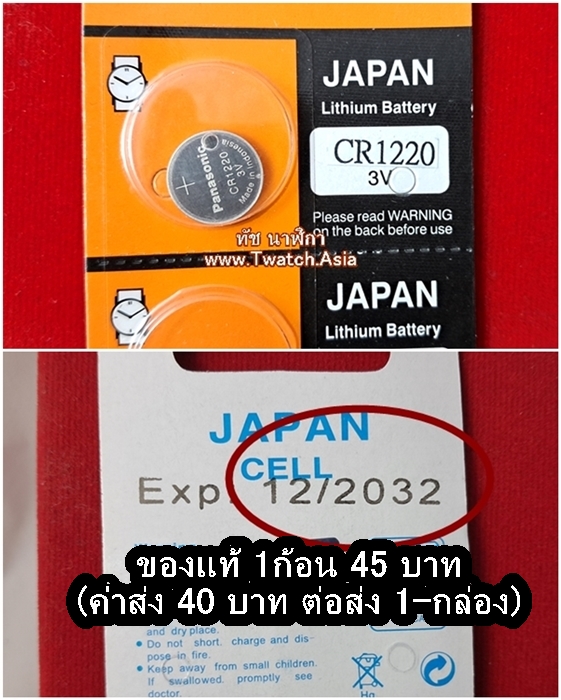 JAPAN
Lithium Battery
Panasonic
CR1220
3V
Made in Indonesia
CR1220
3V
Please read WARNING
on the back before use
ทัช นาฬิกา
www.Twatch.Asia
JAPAN
Lithium Battery
JAPAN
CELL
Exp. 12/2032
ของแท้ 1ก้อน 45 บาท
(ค่าส่ง 40 บาท ต่อส่ง 1-กล่อง)
and dry place.
• Do not short. charge and dis-
pose in fire.
• Keep away from small children.
If swallowed. promptly see
doctor.
Hg